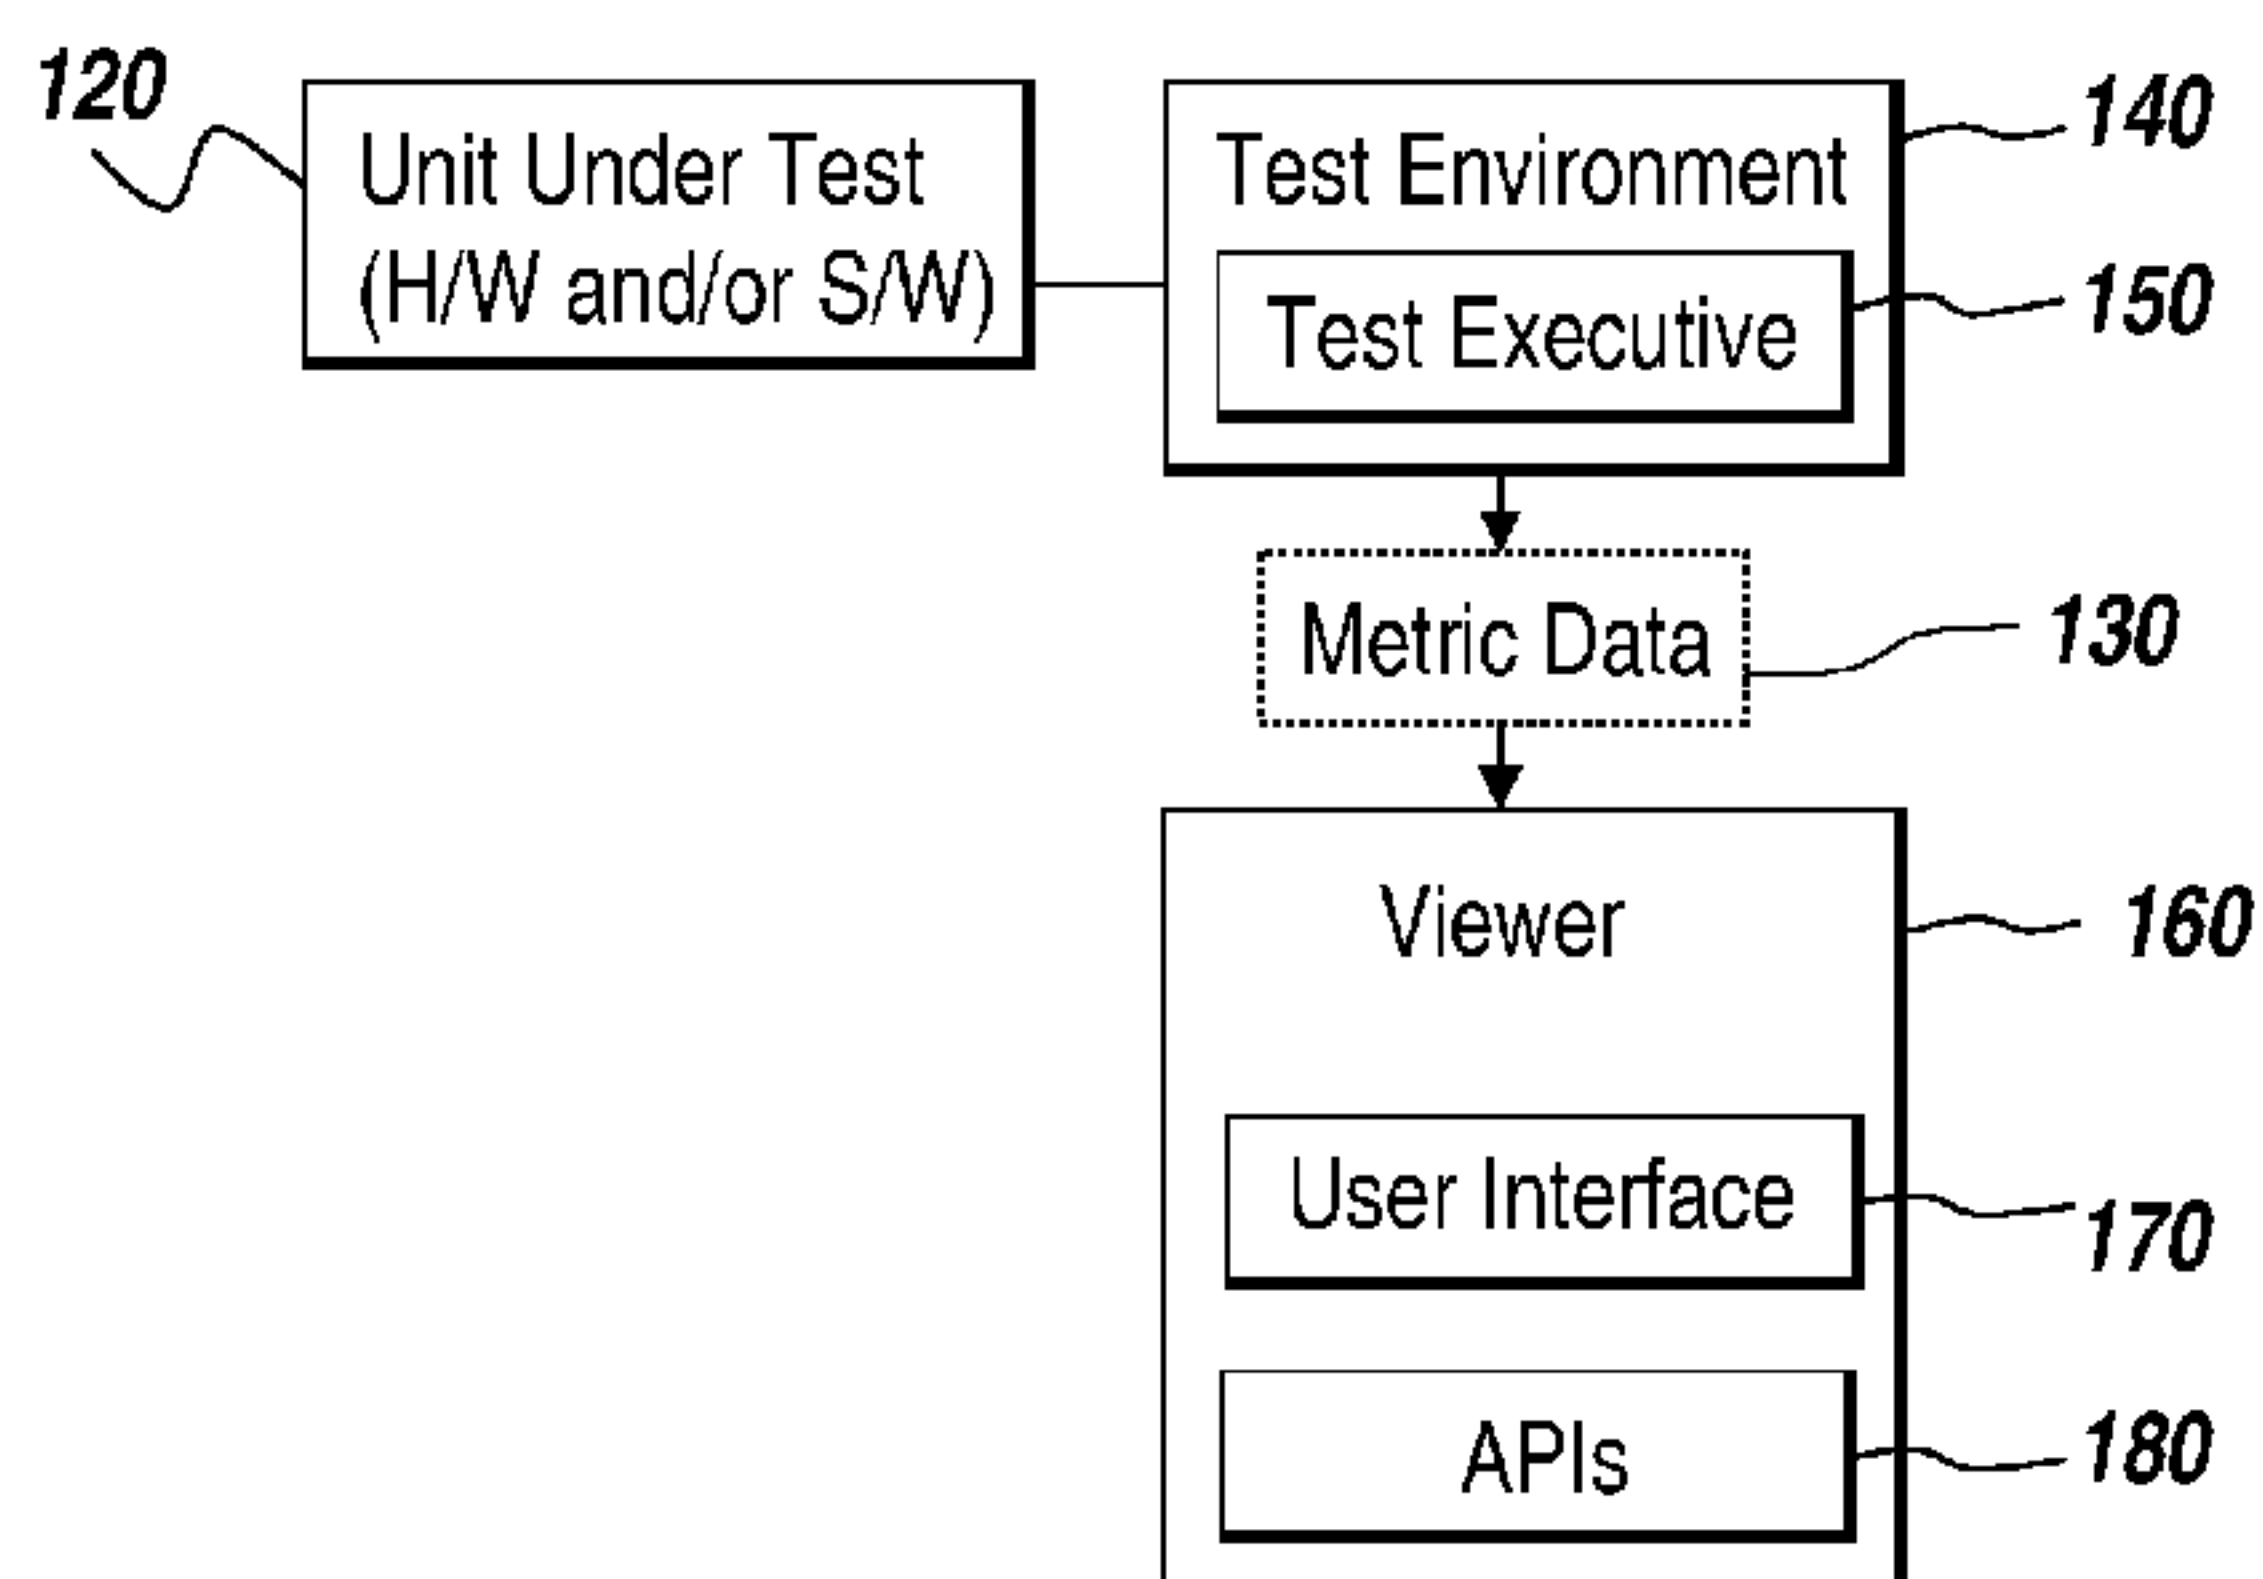 120
Unit Under Test
(H/W and/or S/W)
Test Environment
140
Test Executive
150
Metric Data
130
Viewer
160
User Interface
170
APIs
180